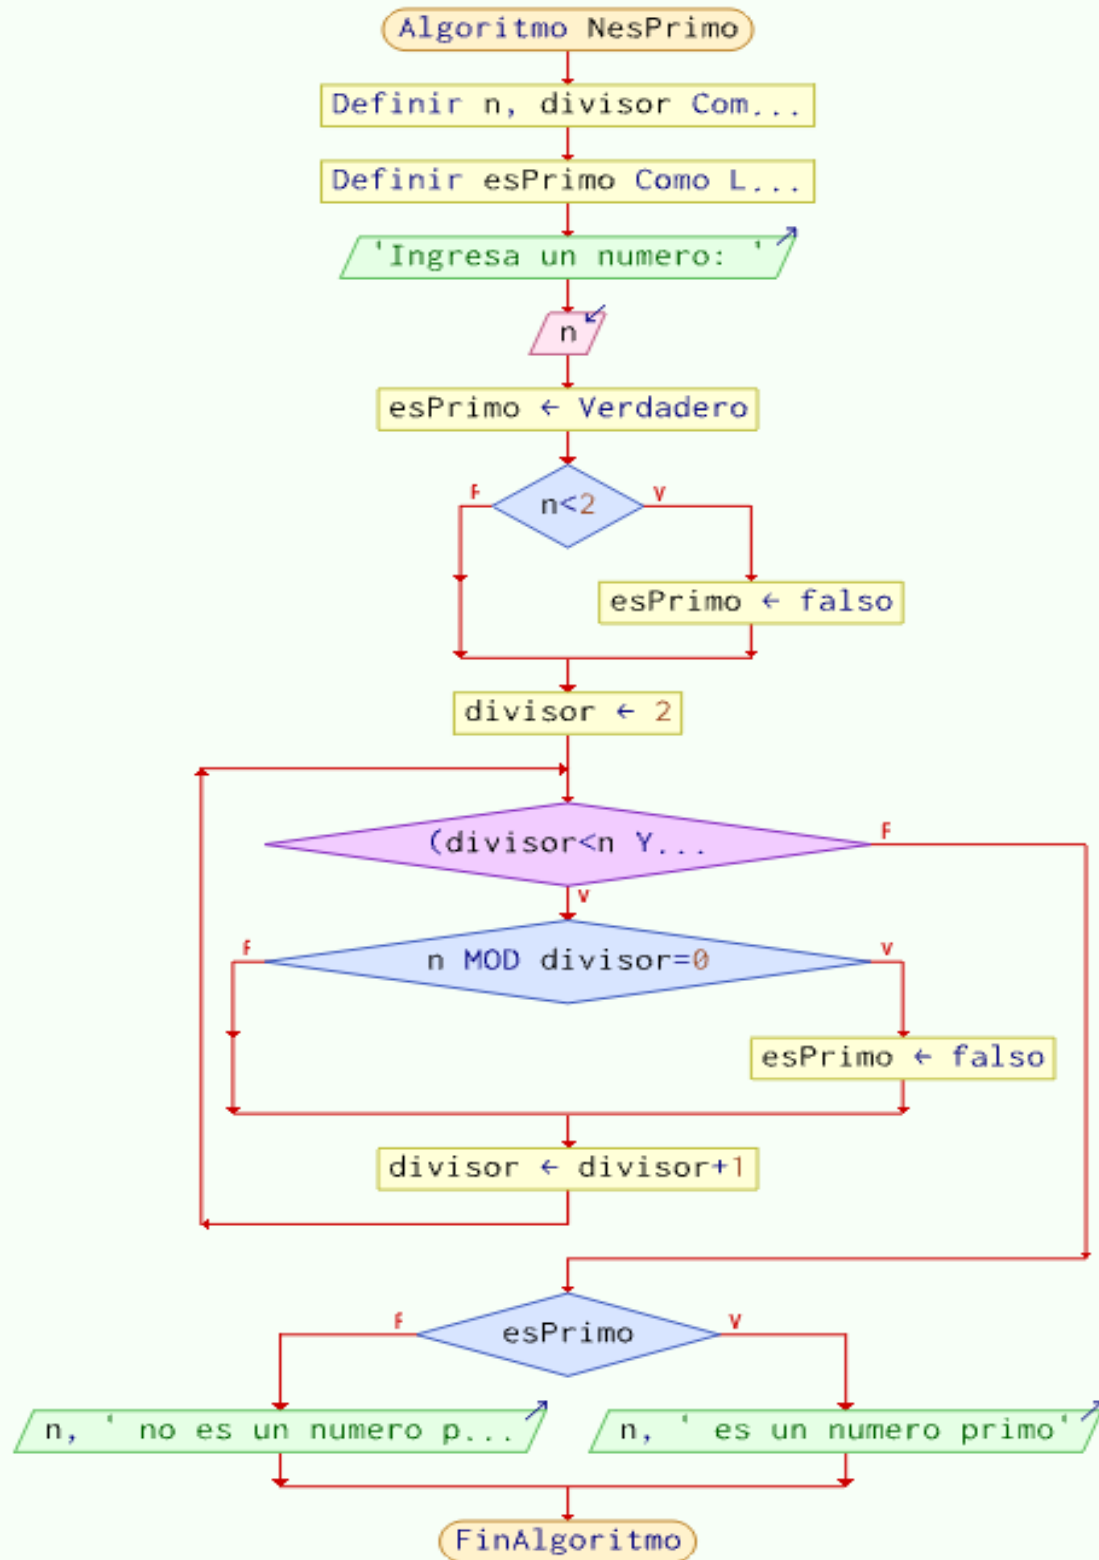 Algoritmo NesPrimo
Definir n, divisor Com...
Definir esPrimo Como L...
'Ingresa un numero: '
n
esPrimo ← Verdadero
F
n<2
V
esPrimo ← falso
divisor ← 2
(divisor<n Y...
F
V
F
n MOD divisor=0
V
esPrimo ← falso
divisor ← divisor+1
F
esPrimo
V
n, ' no es un numero p...
n, ' es un numero primo'
FinAlgoritmo